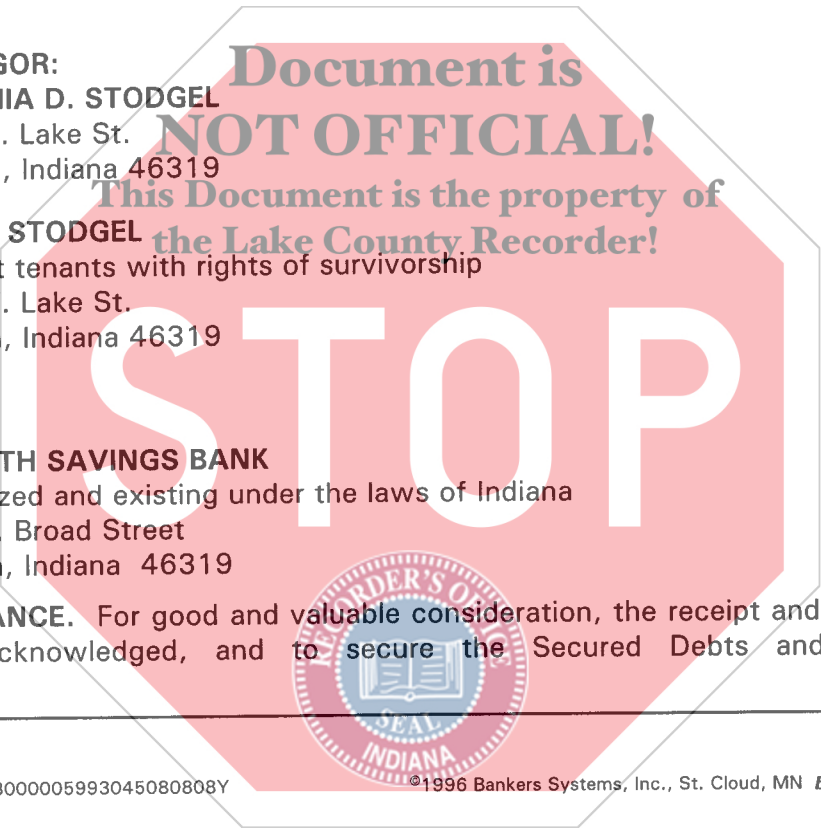 GOR:
Document is
NIA D. STODGEL
. Lake St.
NOT OFFICIAL!
, Indiana 46319
This Document is the property of
STODGEL
the Lake County Recorder!
t tenants with rights of survivorship
. Lake St.
, Indiana 46319
STOP
TH SAVINGS BANK
zed and existing under the laws of Indiana
. Broad Street
, Indiana 46319
ANCE. For good and valuable consideration, the receipt and
cknowledged, and to secure the Secured Debts and
RECORDER'S OFFICE
SEAL
INDIANA
3000005993045080808Y
©1996 Bankers Systems, Inc., St. Cloud, MN